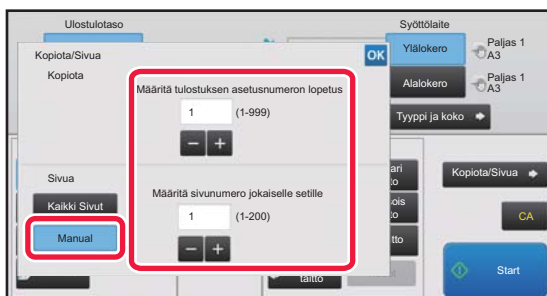 Ulostulotaso
Syöttölaite
Kopiota/Sivua
OK
Ylälokero
Paljas 1
A3
Kopiota
Määritä tulostuksen asetusnumeron lopetus
Alalokero
Paljas 1
A3
1
(1-999)
Tyyppi ja koko
Sivua
Määritä sivunumero jokaiselle setille
Kopiota/Sivua
Kaikki Sivut
1
(1-200)
CA
Manual
Start
taitto